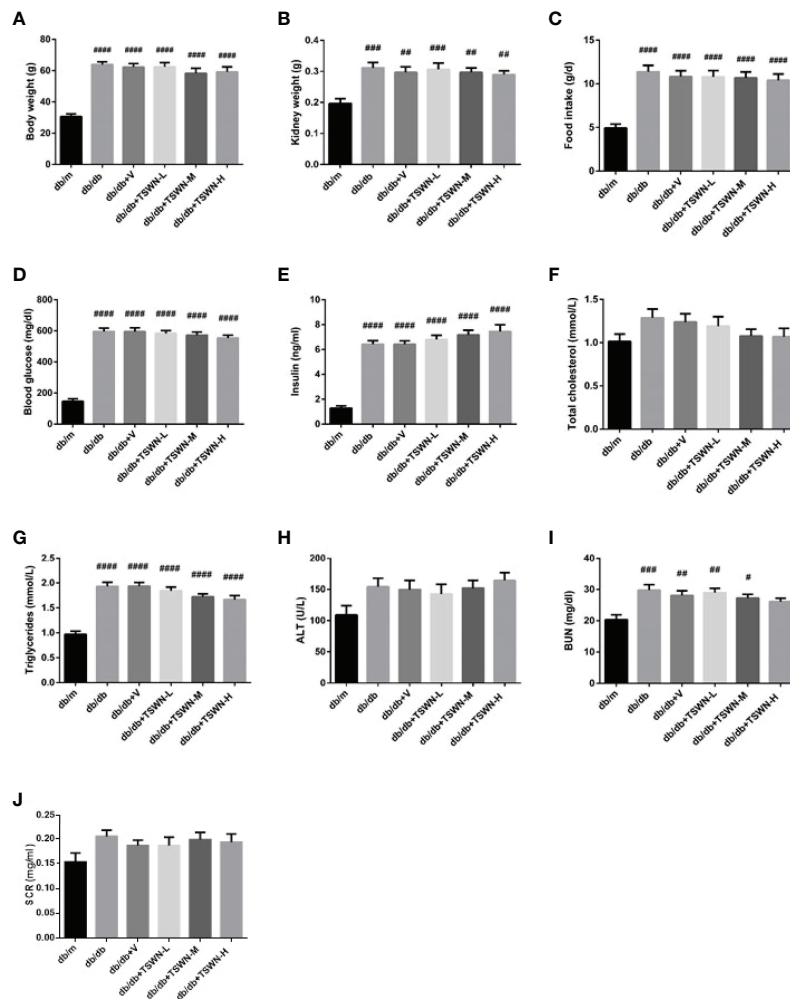 A
#### #### #### #### ####
Body weight (g)
80
60
40
20
0
db/m db/db db/db+V db/db+TSWN-L db/db+TSWN-M db/db+TSWN-H
B
### ## ### ## ##
Kidney weight (g)
0.4
0.3
0.2
0.1
0.0
db/m db/db db/db+V db/db+TSWN-L db/db+TSWN-M db/db+TSWN-H
C
#### #### #### #### ####
Food intake (g/d)
15
10
5
0
db/m db/db db/db+V db/db+TSWN-L db/db+TSWN-M db/db+TSWN-H
D
#### #### #### #### ####
Blood glucose (mg/dl)
800
600
400
200
0
db/m db/db db/db+V db/db+TSWN-L db/db+TSWN-M db/db+TSWN-H
E
#### #### #### #### ####
Insulin (ng/ml)
10
8
6
4
2
0
db/m db/db db/db+V db/db+TSWN-L db/db+TSWN-M db/db+TSWN-H
F
Total cholesterol (mmol/L)
1.5
1.0
0.5
0.0
db/m db/db db/db+V db/db+TSWN-L db/db+TSWN-M db/db+TSWN-H
G
#### #### #### #### ####
Triglycerides (mmol/L)
2.5
2.0
1.5
1.0
0.5
0.0
db/m db/db db/db+V db/db+TSWN-L db/db+TSWN-M db/db+TSWN-H
H
ALT (U/L)
200
150
100
50
0
db/m db/db db/db+V db/db+TSWN-L db/db+TSWN-M db/db+TSWN-H
I
### ## ## #
BUN (mg/dl)
40
30
20
10
0
db/m db/db db/db+V db/db+TSWN-L db/db+TSWN-M db/db+TSWN-H
J
SCR (mg/ml)
0.25
0.20
0.15
0.10
0.05
0.00
db/m db/db db/db+V db/db+TSWN-L db/db+TSWN-M db/db+TSWN-H